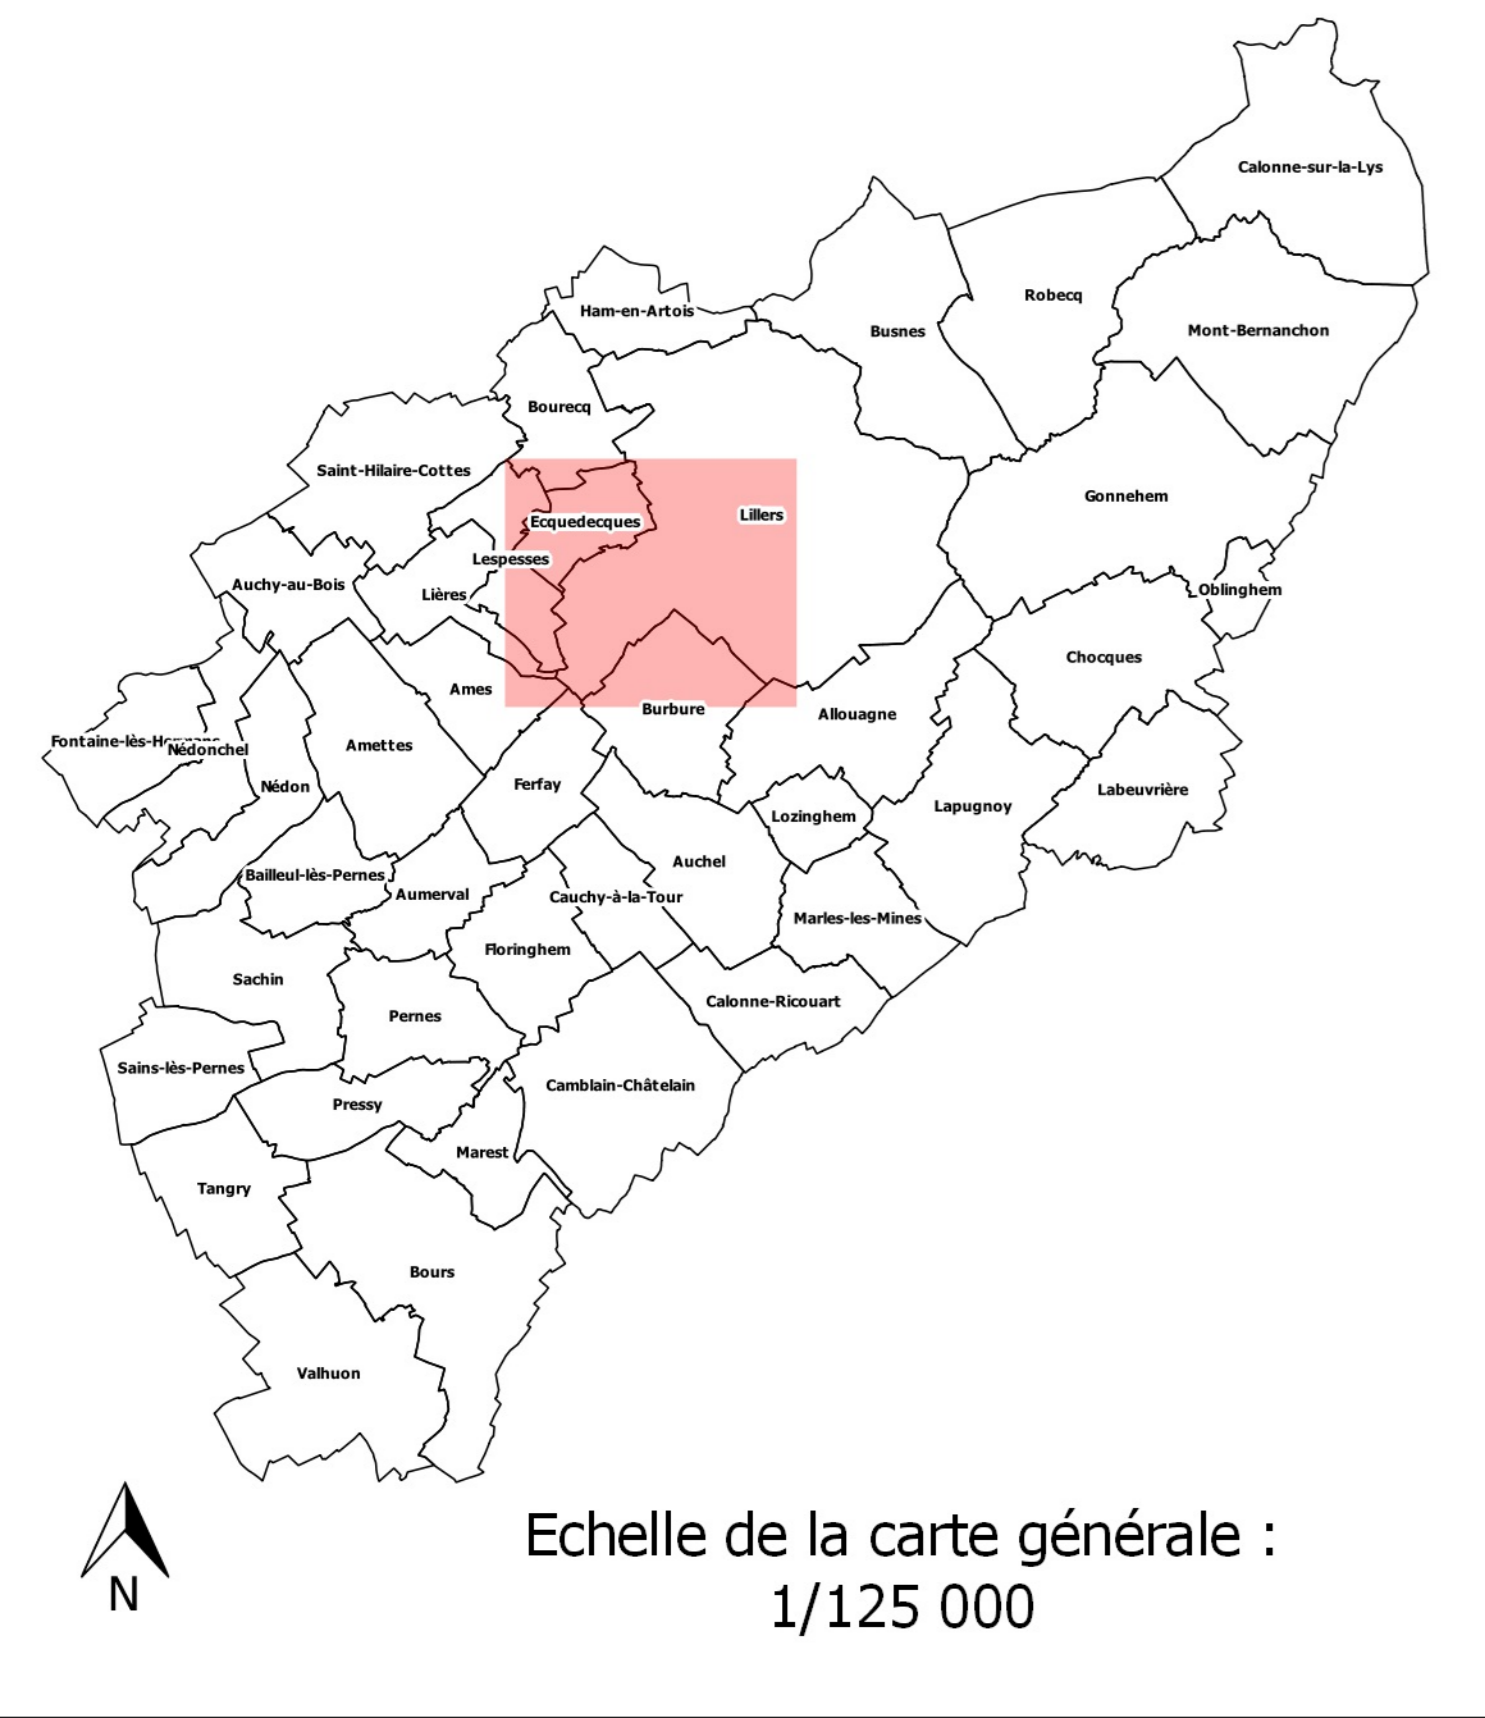 Calonne-sur-la-Lys
Robecq
Ham-en-Artois
Busnes
Mont-Bernanchon
Bourecq
Saint-Hilaire-Cottes
Gonnehem
Lillers
Ecquedecques
Lespesses
Auchy-au-Bois
Lières
Oblinghem
Chocques
Ames
Burbure
Allouagne
Fontaine-lès-Hermans
Nédonchel
Amettes
Nédon
Ferfay
Labeuvrière
Lapugnoy
Lozinghem
Auchel
Bailleul-lès-Pernes
Aumerval
Cauchy-à-la-Tour
Marles-les-Mines
Floringhem
Sachin
Calonne-Ricouart
Pernes
Sains-lès-Pernes
Camblain-Châtelain
Pressy
Marest
Tangry
Bours
Valhuon
N
Echelle de la carte générale :
1/125 000